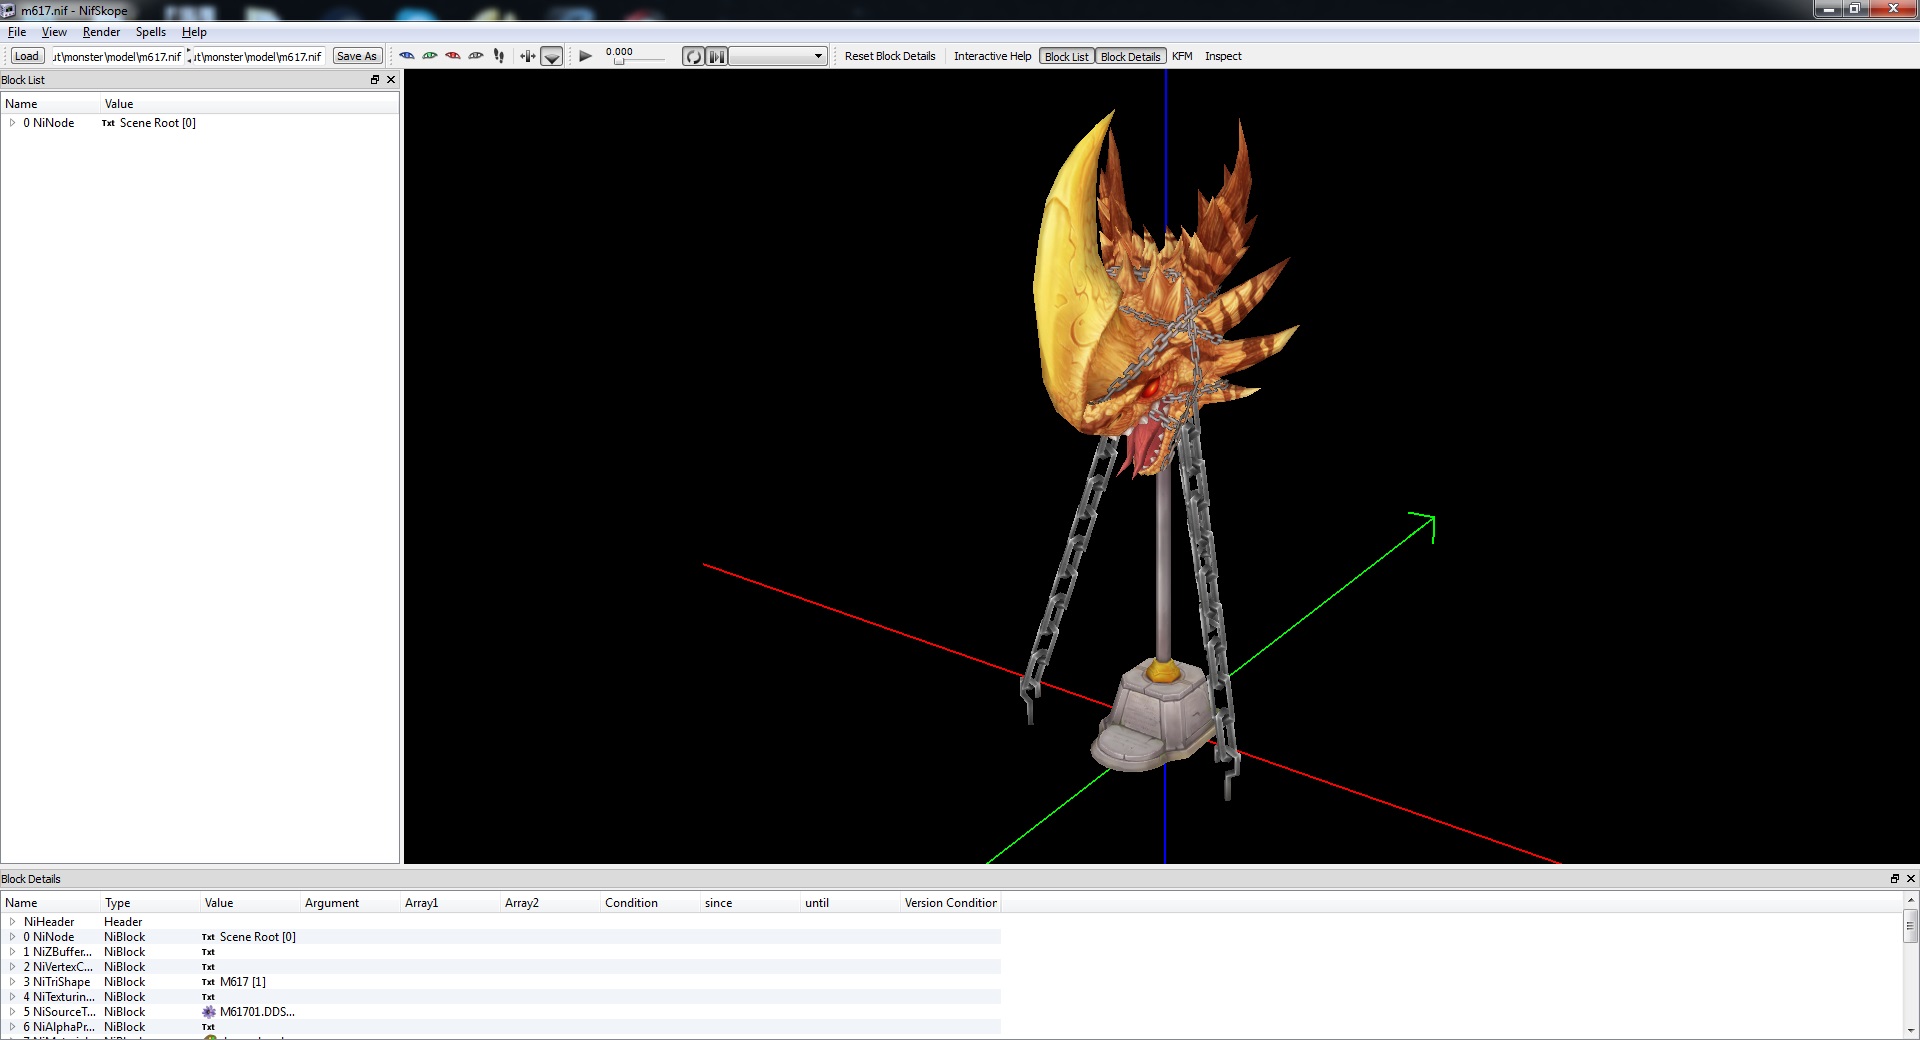 m617.nif - NifSkope
File View Render Spells Help
Load ut\monster\model\m617.nif ut\monster\model\m617.nif Save As 0.000 Reset Block Details Interactive Help Block List Block Details KFM Inspect
Block List
Name Value
0 NiNode Txt Scene Root [0]
Block Details
Name Type Value Argument Array1 Array2 Condition since until Version Condition
NiHeader Header
0 NiNode NiBlock Txt Scene Root [0]
1 NiZBuffer... NiBlock Txt
2 NiVertexC... NiBlock Txt
3 NiTriShape NiBlock Txt M617 [1]
4 NiTexturin... NiBlock Txt
5 NiSourceT... NiBlock M61701.DDS...
6 NiAlphaPr... NiBlock Txt